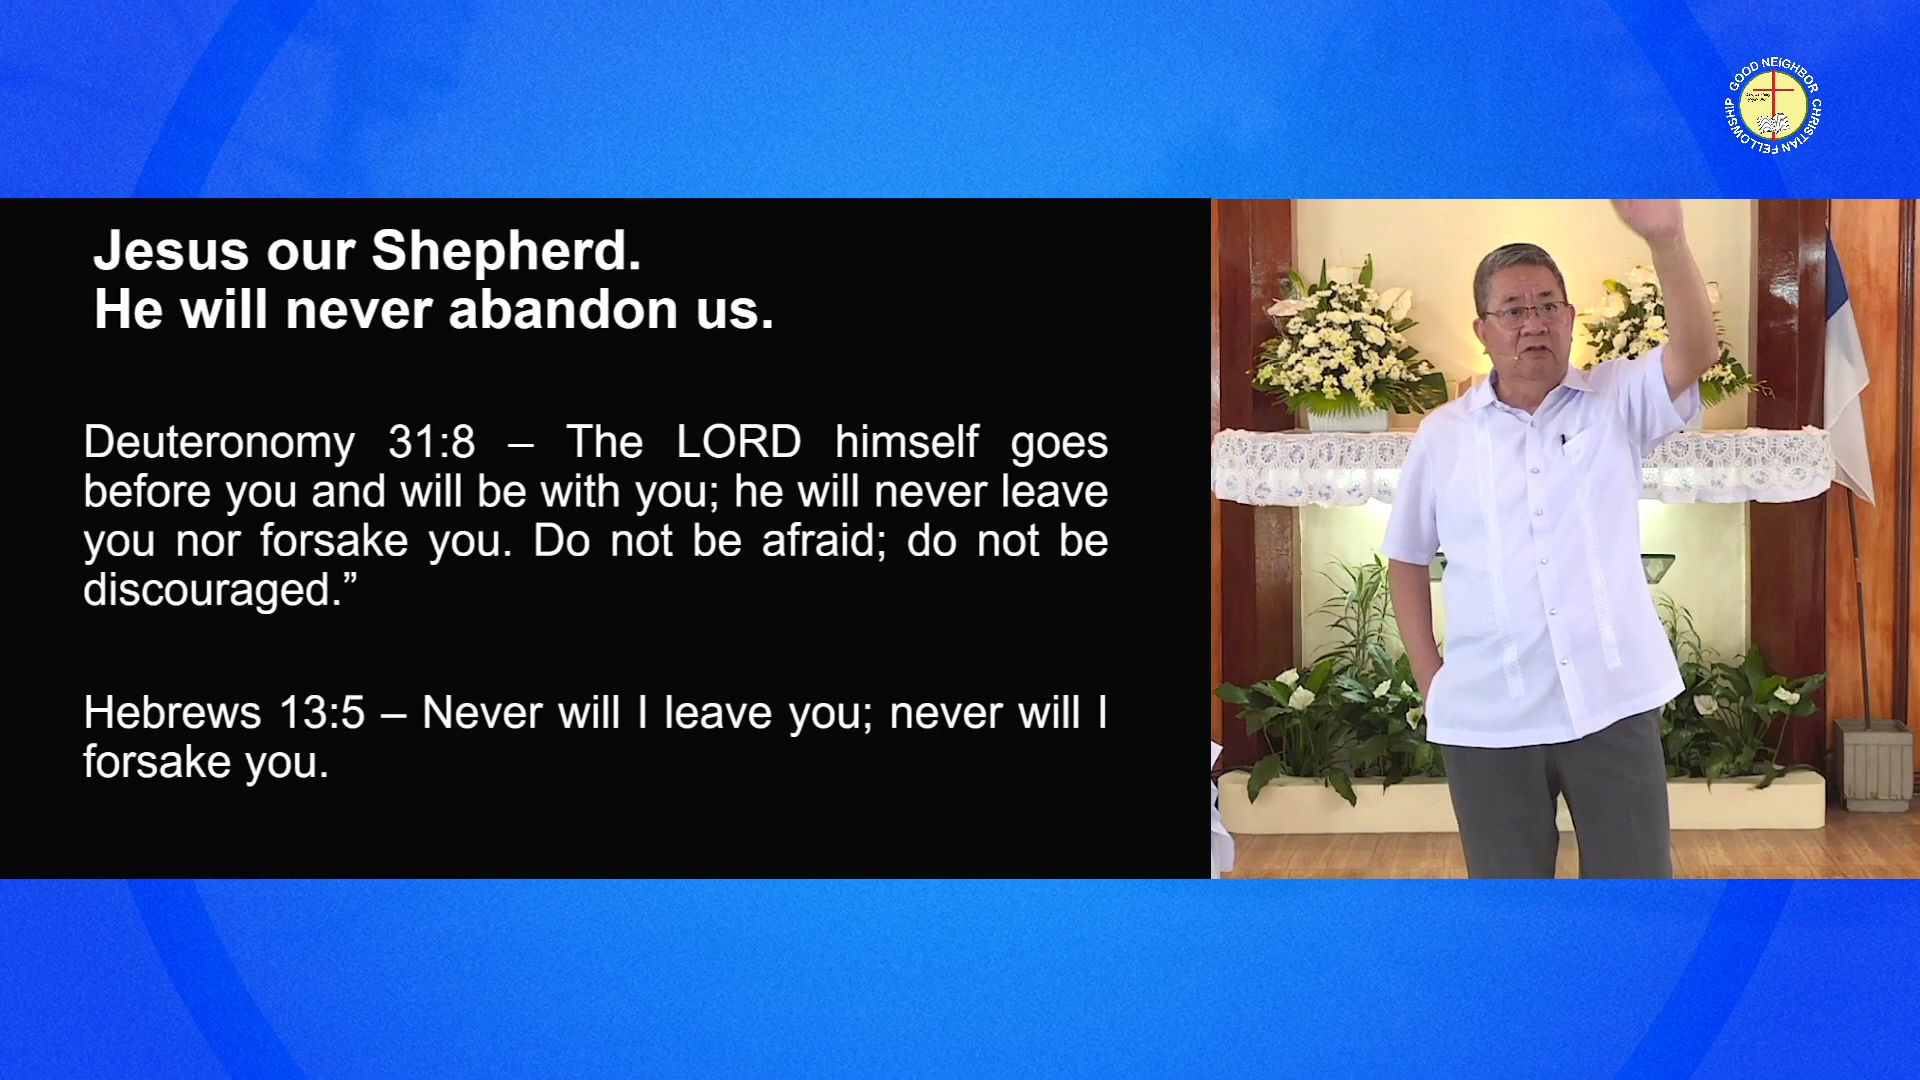 GOOD NEIGHBOR CHRISTIAN FELLOWSHIP
Jesus our Shepherd.
He will never abandon us.
Deuteronomy 31:8 – The LORD himself goes
before you and will be with you; he will never leave
you nor forsake you. Do not be afraid; do not be
discouraged.”
Hebrews 13:5 – Never will I leave you; never will I
forsake you.